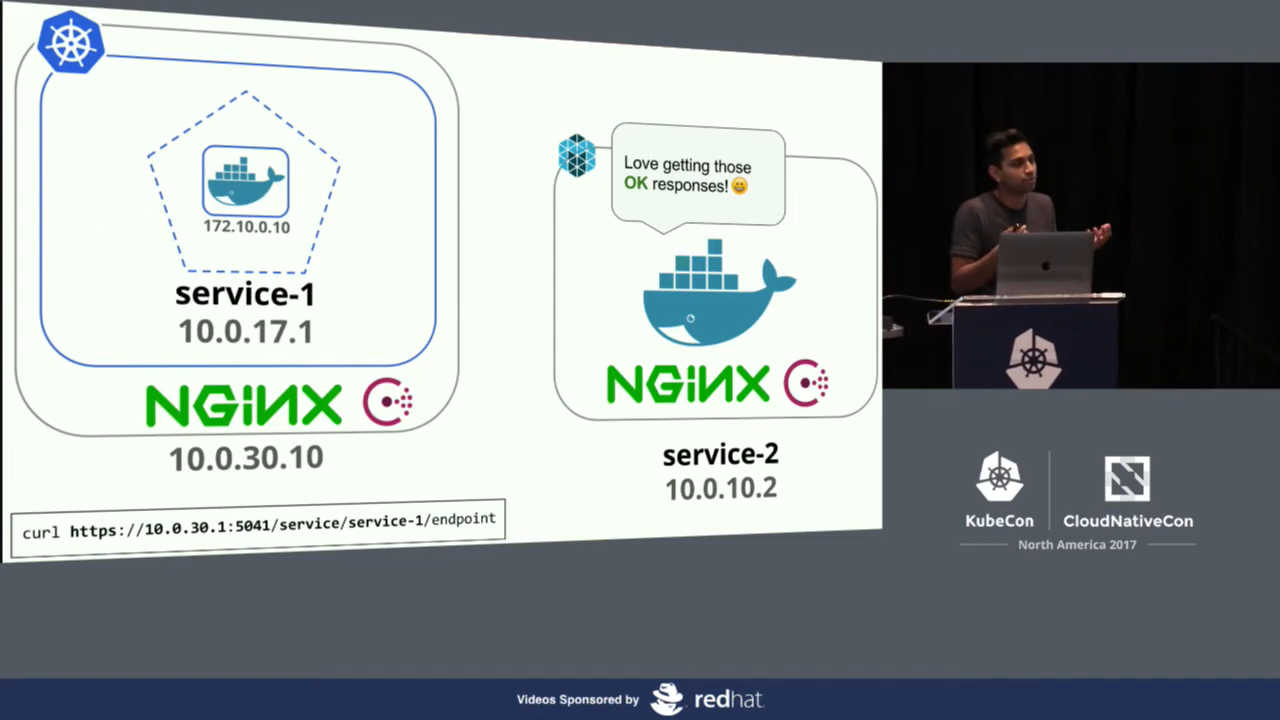 172.10.0.10
service-1
10.0.17.1
NGiNX
10.0.30.10
curl https://10.0.30.1:5041/service/service-1/endpoint
Love getting those
OK responses!
NGiNX
service-2
10.0.10.2
KubeCon
CloudNativeCon
North America 2017
Videos Sponsored by
redhat.